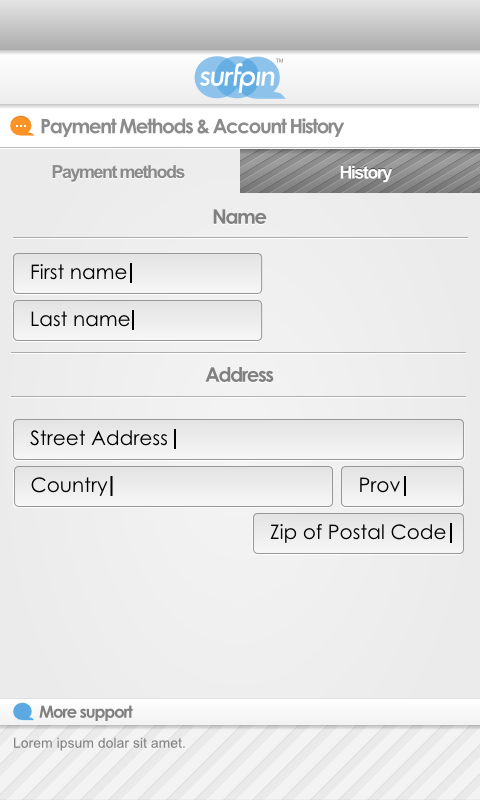 surfpin™
Payment Methods & Account History
Payment methods
History
Name
First name
Last name
Address
Street Address
Country
Prov
Zip of Postal Code
More support
Lorem ipsum dolar sit amet.